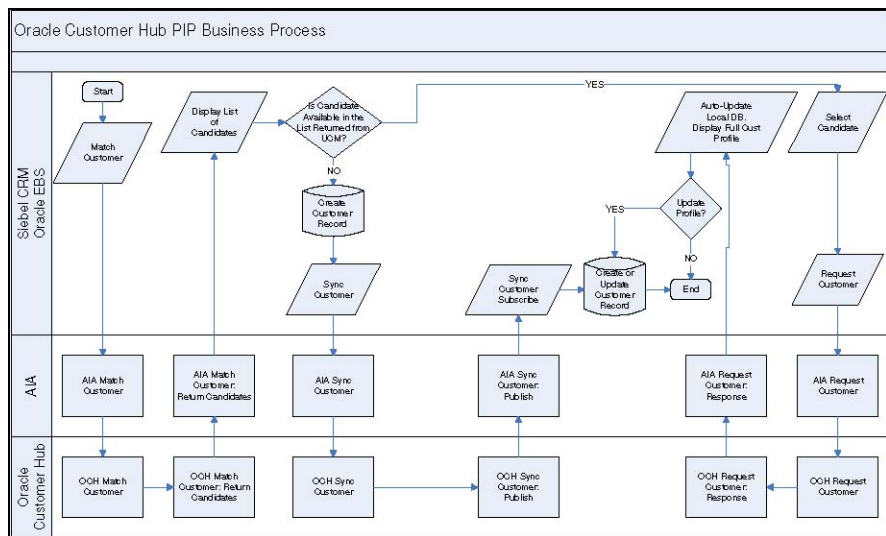 Oracle Customer Hub PIP Business Process
Siebel CRM
Oracle EBS
Start
Match
Customer
Display List
of
Candidates
Is Candidate
Available in the
List Returned from
UCM?
YES
NO
Create
Customer
Record
Sync
Customer
Sync
Customer
Subscribe
Create or
Update
Customer
Record
Auto-Update
Local DB.
Display Full Cust
Profile
Update
Profile?
YES
NO
End
Select
Candidate
Request
Customer
AIA
AIA Match
Customer
AIA Match
Customer:
Return Candidates
AIA Sync
Customer
AIA Sync
Customer:
Publish
AIA Request
Customer:
Response
AIA Request
Customer
Oracle
Customer Hub
OCH Match
Customer
OCH Match
Customer: Return
Candidates
OCH Sync
Customer
OCH Sync
Customer:
Publish
OCH Request
Customer:
Response
OCH Request
Customer